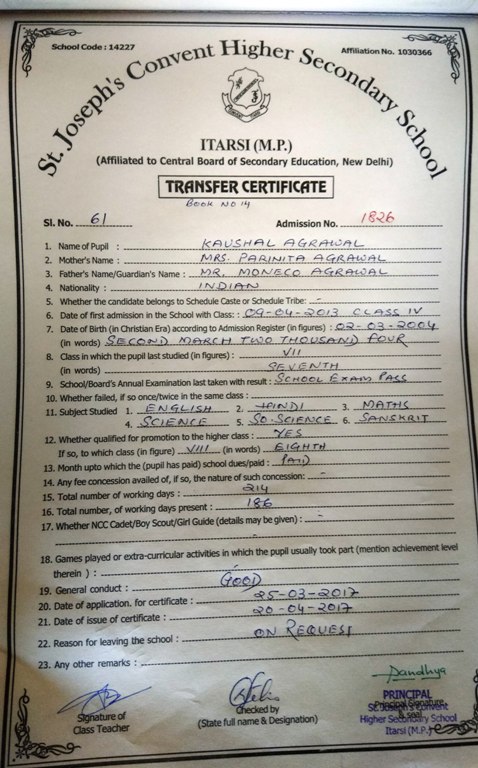 School Code : 14227
Affiliation No. 1030366
St. Joseph's Convent Higher Secondary School
ITARSI (M.P.)
(Affiliated to Central Board of Secondary Education, New Delhi)
TRANSFER CERTIFICATE
BOOK NO 14
Sl. No. 61 Admission No. 1826
1. Name of Pupil : KAUSHAL AGRAWAL
2. Mother's Name : MRS. PARINITA AGRAWAL
3. Father's Name/Guardian's Name : MR. MONECO AGRAWAL
4. Nationality : INDIAN
5. Whether the candidate belongs to Schedule Caste or Schedule Tribe: -
6. Date of first admission in the School with Class: 09-04-2013 CLASS IV
7. Date of Birth (in Christian Era) according to Admission Register (in figures) : 02-03-2004
(in words) SECOND MARCH TWO THOUSAND FOUR
8. Class in which the pupil last studied (in figures) : VII
(in words) SEVENTH
9. School/Board's Annual Examination last taken with result : SCHOOL EXAM PASS
10. Whether failed, if so once/twice in the same class :
11. Subject Studied 1. ENGLISH 2. HINDI 3. MATHS
4. SCIENCE 5. SO. SCIENCE 6. SANSKRIT
12. Whether qualified for promotion to the higher class : YES
If so, to which class (in figure) VIII (in words) EIGHTH
13. Month upto which the (pupil has paid) school dues/paid : PAID
14. Any fee concession availed of, if so, the nature of such concession: -
15. Total number of working days : 214
16. Total number, of working days present : 186
17. Whether NCC Cadet/Boy Scout/Girl Guide (details may be given) : -
18. Games played or extra-curricular activities in which the pupil usually took part (mention achievement level
therein ) : -
19. General conduct : GOOD
20. Date of application. for certificate : 25-03-2017
21. Date of issue of certificate : 20-04-2017
22. Reason for leaving the school : ON REQUEST
23. Any other remarks :
Sandhya
Signature of
Class Teacher
Checked by
(State full name & Designation)
PRINCIPAL
St. Joseph's Convent
Higher Secondary School
Itarsi (M.P.)
Principal Signature